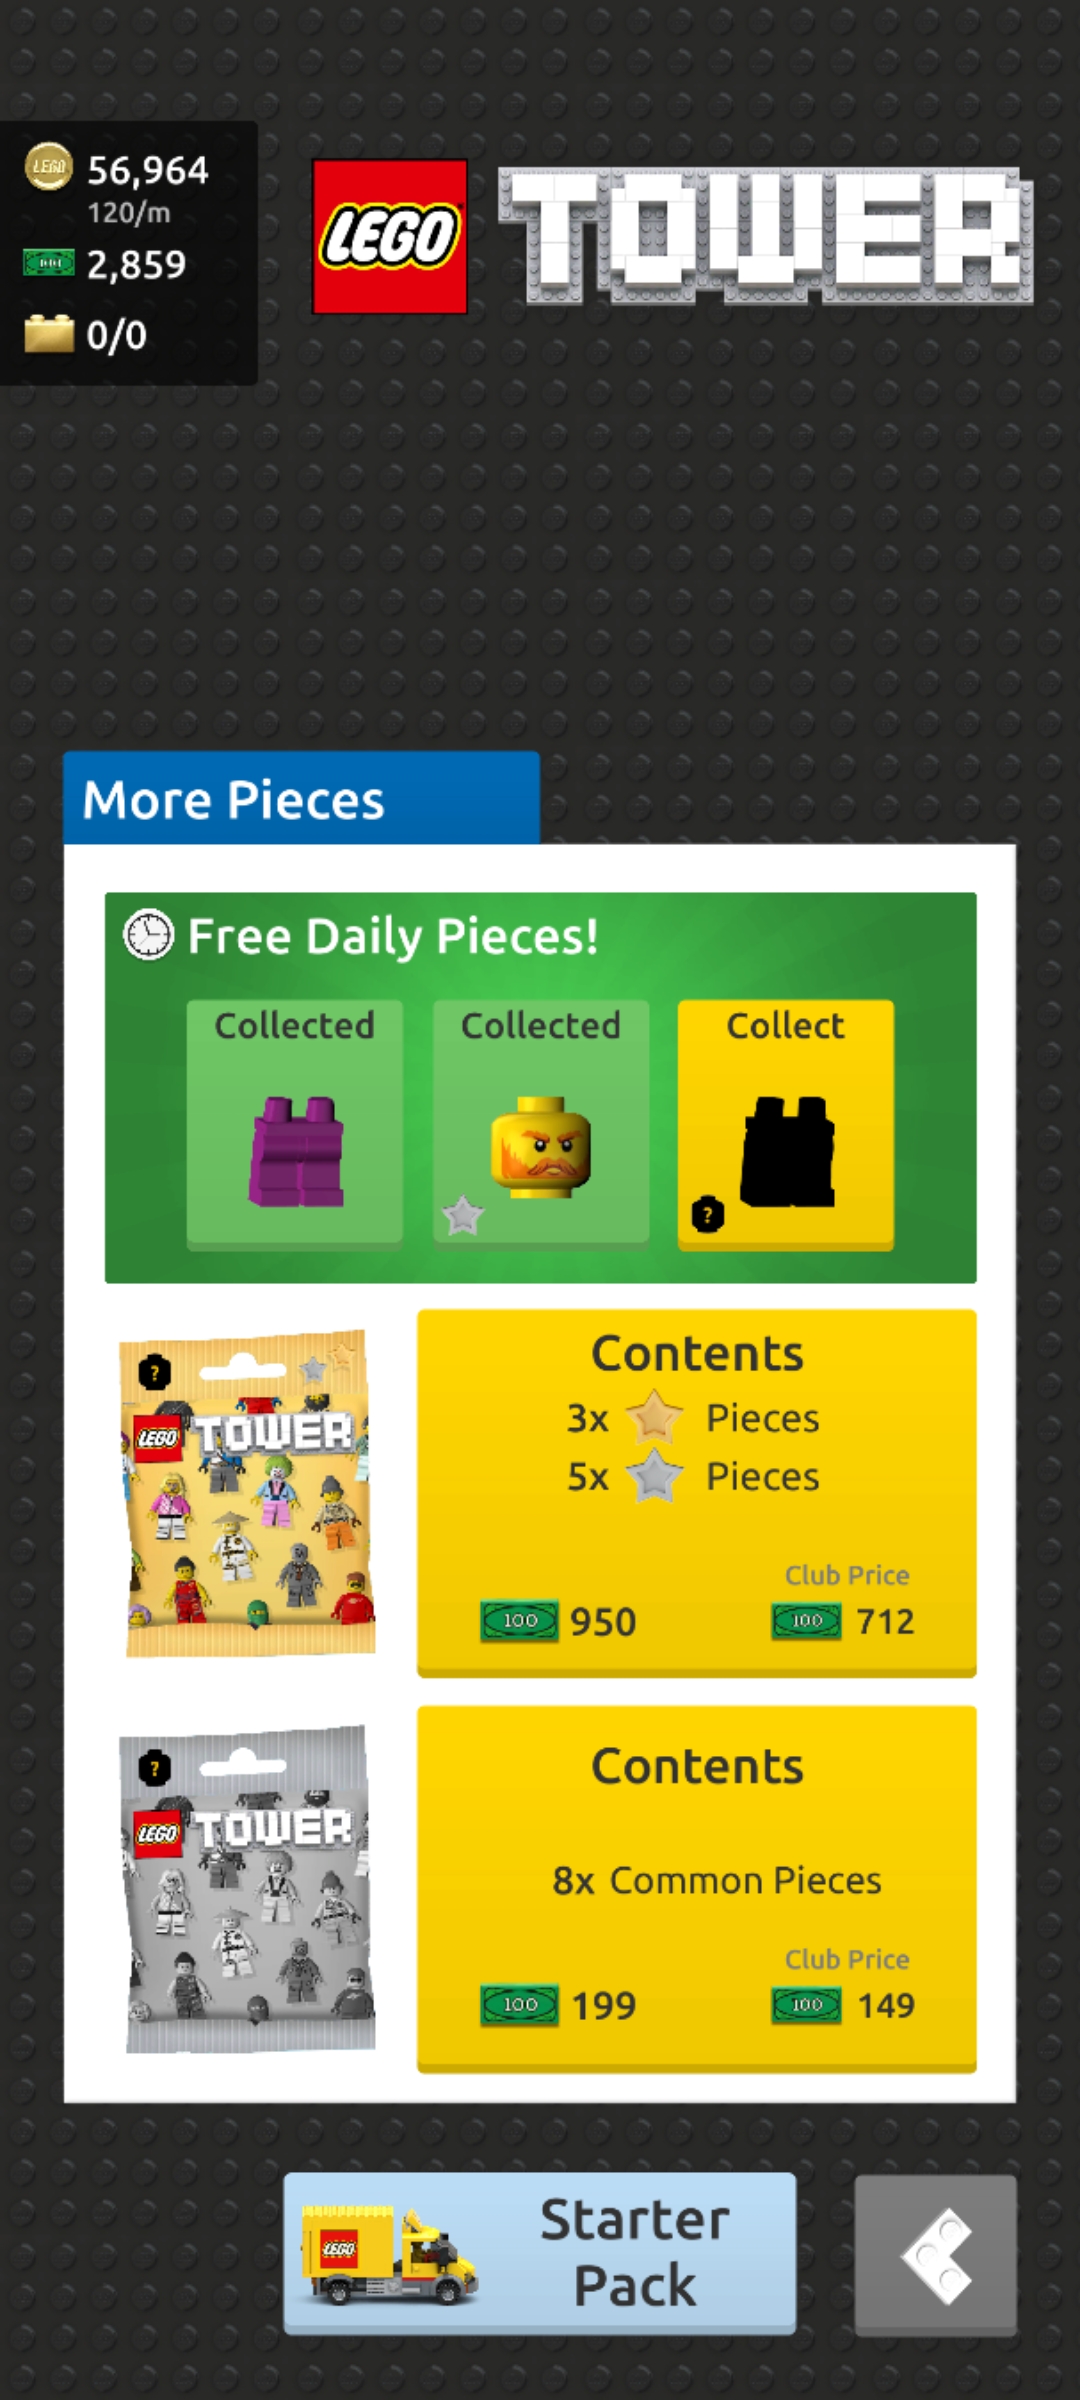 56,964
120/m
2,859
0/0
LEGO TOWER
More Pieces
Free Daily Pieces!
Collected
Collected
Collect
?
?
LEGO TOWER
Contents
3x Pieces
5x Pieces
Club Price
100 950
100 712
?
LEGO TOWER
Contents
8x Common Pieces
Club Price
100 199
100 149
LEGO
Starter
Pack